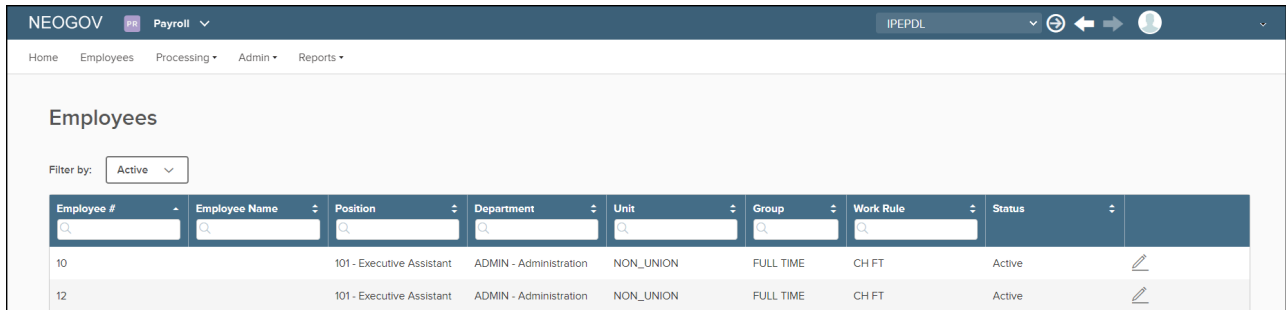 NEOGOV PR Payroll IPEPDL
Home Employees Processing Admin Reports
Employees
Filter by: Active
Employee # Employee Name Position Department Unit Group Work Rule Status
10 101 - Executive Assistant ADMIN - Administration NON_UNION FULL TIME CH FT Active
12 101 - Executive Assistant ADMIN - Administration NON_UNION FULL TIME CH FT Active